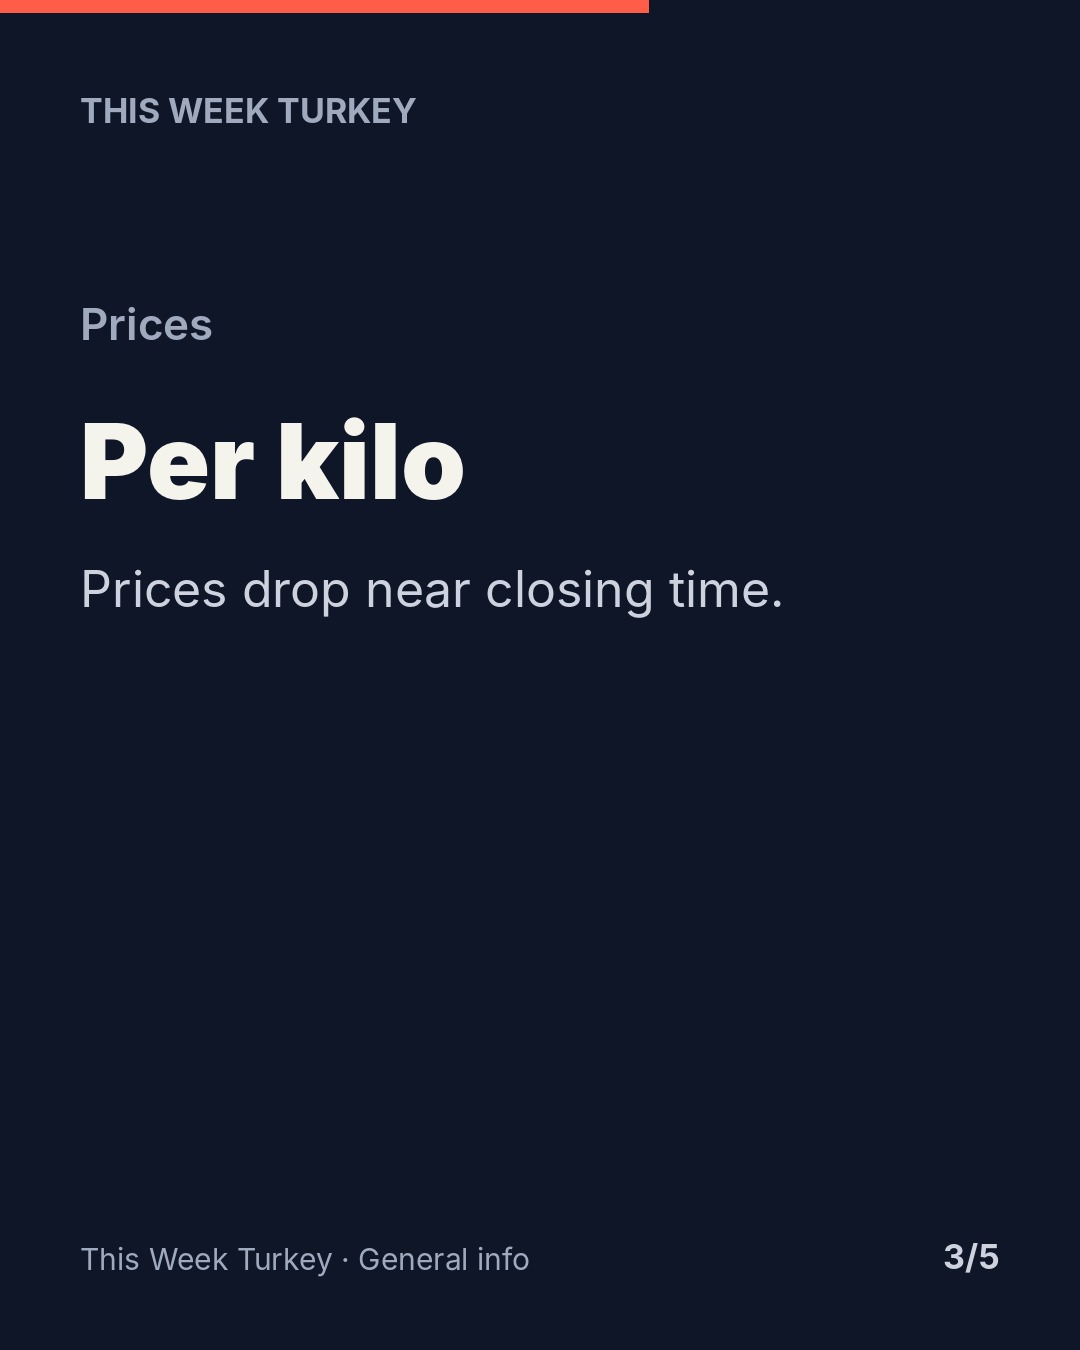 THIS WEEK TURKEY
Prices
Per kilo
Prices drop near closing time.
This Week Turkey · General info
3/5